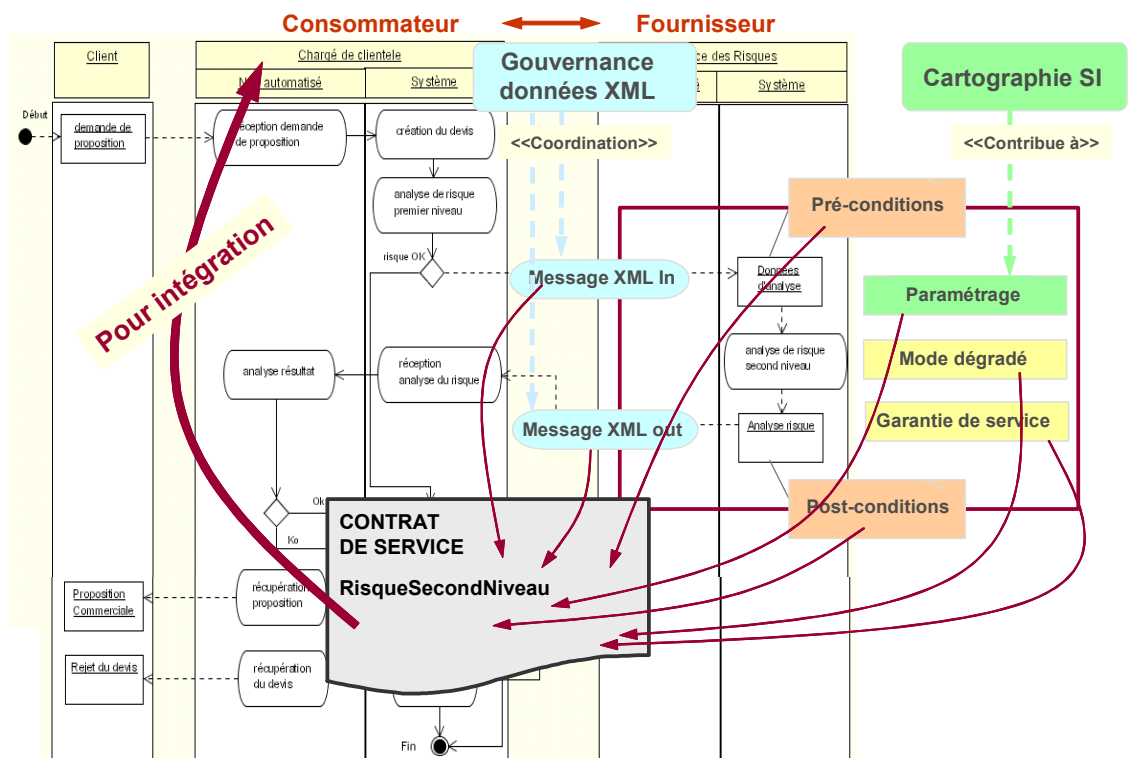 Consommateur
Fournisseur
Client
Chargé de clientele
ce des Risques
automatisé
Système
Système
Gouvernance
données XML
Cartographie SI
<<Coordination>>
<<Contribue à>>
Début
demande de
proposition
réception demande
de proposition
création du devis
analyse de risque
premier niveau
risque OK
Pré-conditions
Message XML In
Données
d'analyse
Paramétrage
Pour intégration
analyse de risque
second niveau
Mode dégradé
analyse résultat
réception
analyse du risque
Garantie de service
Message XML out
Analyse risque
Post-conditions
Ok
Ko
CONTRAT
DE SERVICE
RisqueSecondNiveau
Proposition
Commerciale
récupération
proposition
Rejet du devis
récupération
du devis
Fin